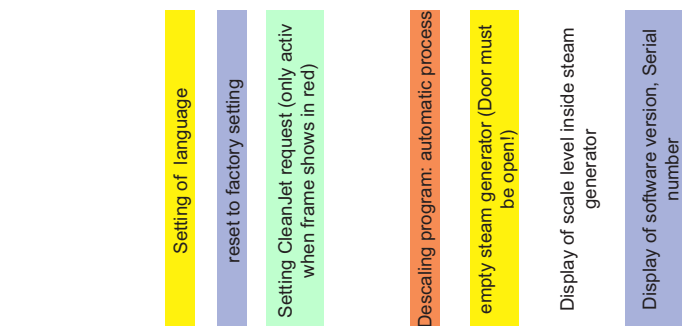 Setting of language
reset to factory setting
Setting CleanJet request (only activ
when frame shows in red)
Descaling program: automatic process
empty steam generator (Door must
be open!)
Display of scale level inside steam
generator
Display of software version, Serial
number